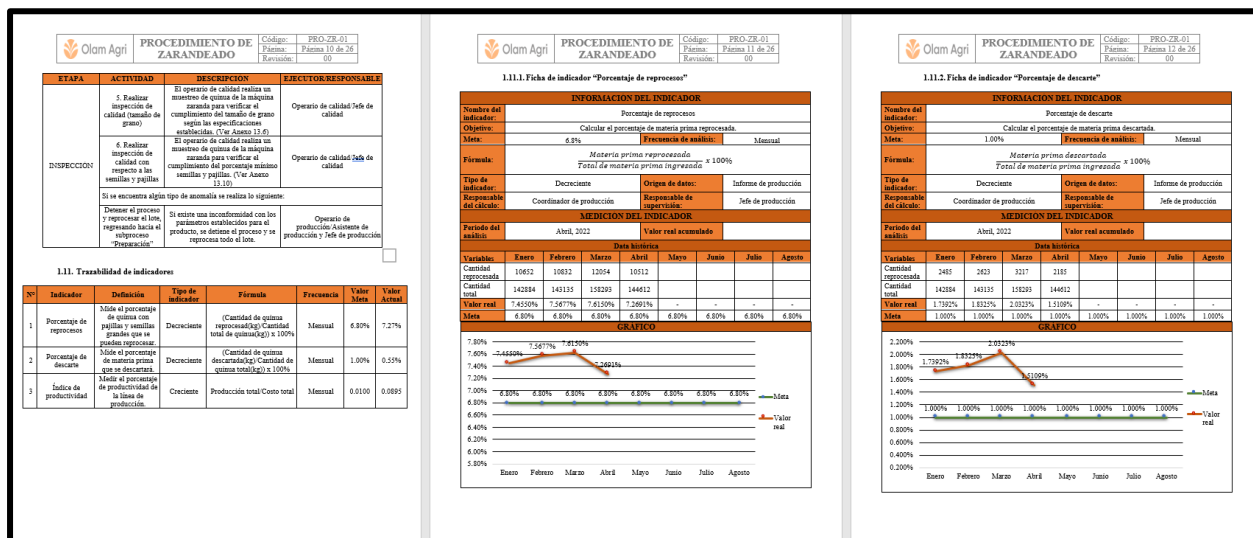 Olam Agri
PROCEDIMIENTO DE
ZARANDEADO
Código: PRO-ZR-01
Página: Página 10 de 26
Revisión: 00
ETAPA ACTIVIDAD DESCRIPCION EJECUTOR/RESPONSABLE
INSPECCION
5. Realizar
inspección de
calidad (tamaño de
grano)
El operario de calidad realiza un
muestreo de quinua de la máquina
zaranda para verificar el
cumplimiento del tamaño de grano
según las especificaciones
establecidas. (Ver Anexo 13.6)
Operario de calidad/Jefe de
calidad
6. Realizar
inspección de
calidad con
respecto a las
semillas y pajillas
El operario de calidad realiza un
muestreo de quinua de la máquina
zaranda para verificar el
cumplimiento del porcentaje mínimo
semillas y pajillas. (Ver Anexo
13.10)
Operario de calidad/Jefe de
calidad
Si se encuentra algún tipo de anomalía se realiza lo siguiente:
Detener el proceso
y reprocesar el lote,
regresando hacia el
subproceso
"Preparación"
Si existe una inconformidad con los
parámetros establecidos para el
producto, se detiene el proceso y se
reprocesa todo el lote.
Operario de
producción/Asistente de
producción y Jefe de producción
1.11. Trazabilidad de indicadores
N° Indicador Definición Tipo de indicador Fórmula Frecuencia Valor Meta Valor Actual
1 Porcentaje de reprocesos
Mide el porcentaje
de quinua con
pajillas y semillas
grandes que se
pueden reprocesar.
Decreciente
(Cantidad de quinua
reprocesad(kg)/Cantidad
total de quinua(kg)) x 100%
Mensual 6.80% 7.27%
2 Porcentaje de descarte
Mide el porcentaje
de materia prima
que se descartará.
Decreciente
(Cantidad de quinua
descartada(kg)/Cantidad de
quinua total(kg)) x 100%
Mensual 1.00% 0.55%
3 Índice de productividad
Medir el porcentaje
de productividad de
la línea de
producción.
Creciente Producción total/Costo total Mensual 0.0100 0.0895
Olam Agri
PROCEDIMIENTO DE
ZARANDEADO
Código: PRO-ZR-01
Página: Página 11 de 26
Revisión: 00
1.11.1. Ficha de indicador "Porcentaje de reprocesos"
INFORMACION DEL INDICADOR
Nombre del indicador: Porcentaje de reprocesos
Objetivo: Calcular el porcentaje de materia prima reprocesada.
Meta: 6.8% Frecuencia de análisis: Mensual
Fórmula:
Materia prima reprocesada
Total de materia prima ingresada
x 100%
Tipo de indicador: Decreciente Origen de datos: Informe de producción
Responsable del cálculo: Coordinador de producción Responsable de supervisión: Jefe de producción
MEDICION DEL INDICADOR
Periodo del análisis Abril, 2022 Valor real acumulado
Data histórica
Variables Enero Febrero Marzo Abril Mayo Junio Julio Agosto
Cantidad reprocesada 10652 10832 12054 10512
Cantidad total 142884 143135 158293 144612
Valor real 7.4550% 7.5677% 7.6150% 7.2691% - - - -
Meta 6.80% 6.80% 6.80% 6.80% 6.80% 6.80% 6.80% 6.80%
GRÁFICO
7.80%
7.60%
7.40%
7.20%
7.00%
6.80%
6.60%
6.40%
6.20%
6.00%
5.80%
7.4550% 7.5677% 7.6150% 7.2691%
6.80% 6.80% 6.80% 6.80% 6.80% 6.80% 6.80% 6.80%
Enero Febrero Marzo Abril Mayo Junio Julio Agosto
Meta
Valor real
Olam Agri
PROCEDIMIENTO DE
ZARANDEADO
Código: PRO-ZR-01
Página: Página 12 de 26
Revisión: 00
1.11.2. Ficha de indicador "Porcentaje de descarte"
INFORMACION DEL INDICADOR
Nombre del indicador: Porcentaje de descarte
Objetivo: Calcular el porcentaje de materia prima descartada.
Meta: 1.00% Frecuencia de análisis: Mensual
Fórmula:
Materia prima descartada
Total de materia prima ingresada
x 100%
Tipo de indicador: Decreciente Origen de datos: Informe de producción
Responsable del cálculo: Coordinador de producción Responsable de supervisión: Jefe de producción
MEDICION DEL INDICADOR
Periodo del análisis Abril, 2022 Valor real acumulado
Data histórica
Variables Enero Febrero Marzo Abril Mayo Junio Julio Agosto
Cantidad reprocesada 2485 2623 3217 2185
Cantidad total 142884 143135 158293 144612
Valor real 1.7392% 1.8325% 2.0323% 1.5109% - - - -
Meta 1.000% 1.000% 1.000% 1.000% 1.000% 1.000% 1.000% 1.000%
GRÁFICO
2.200%
2.000%
1.800%
1.600%
1.400%
1.200%
1.000%
0.800%
0.600%
0.400%
0.200%
1.7392% 1.8325% 2.0323% 1.5109%
1.000% 1.000% 1.000% 1.000% 1.000% 1.000% 1.000% 1.000%
Enero Febrero Marzo Abril Mayo Junio Julio Agosto
Meta
Valor
real